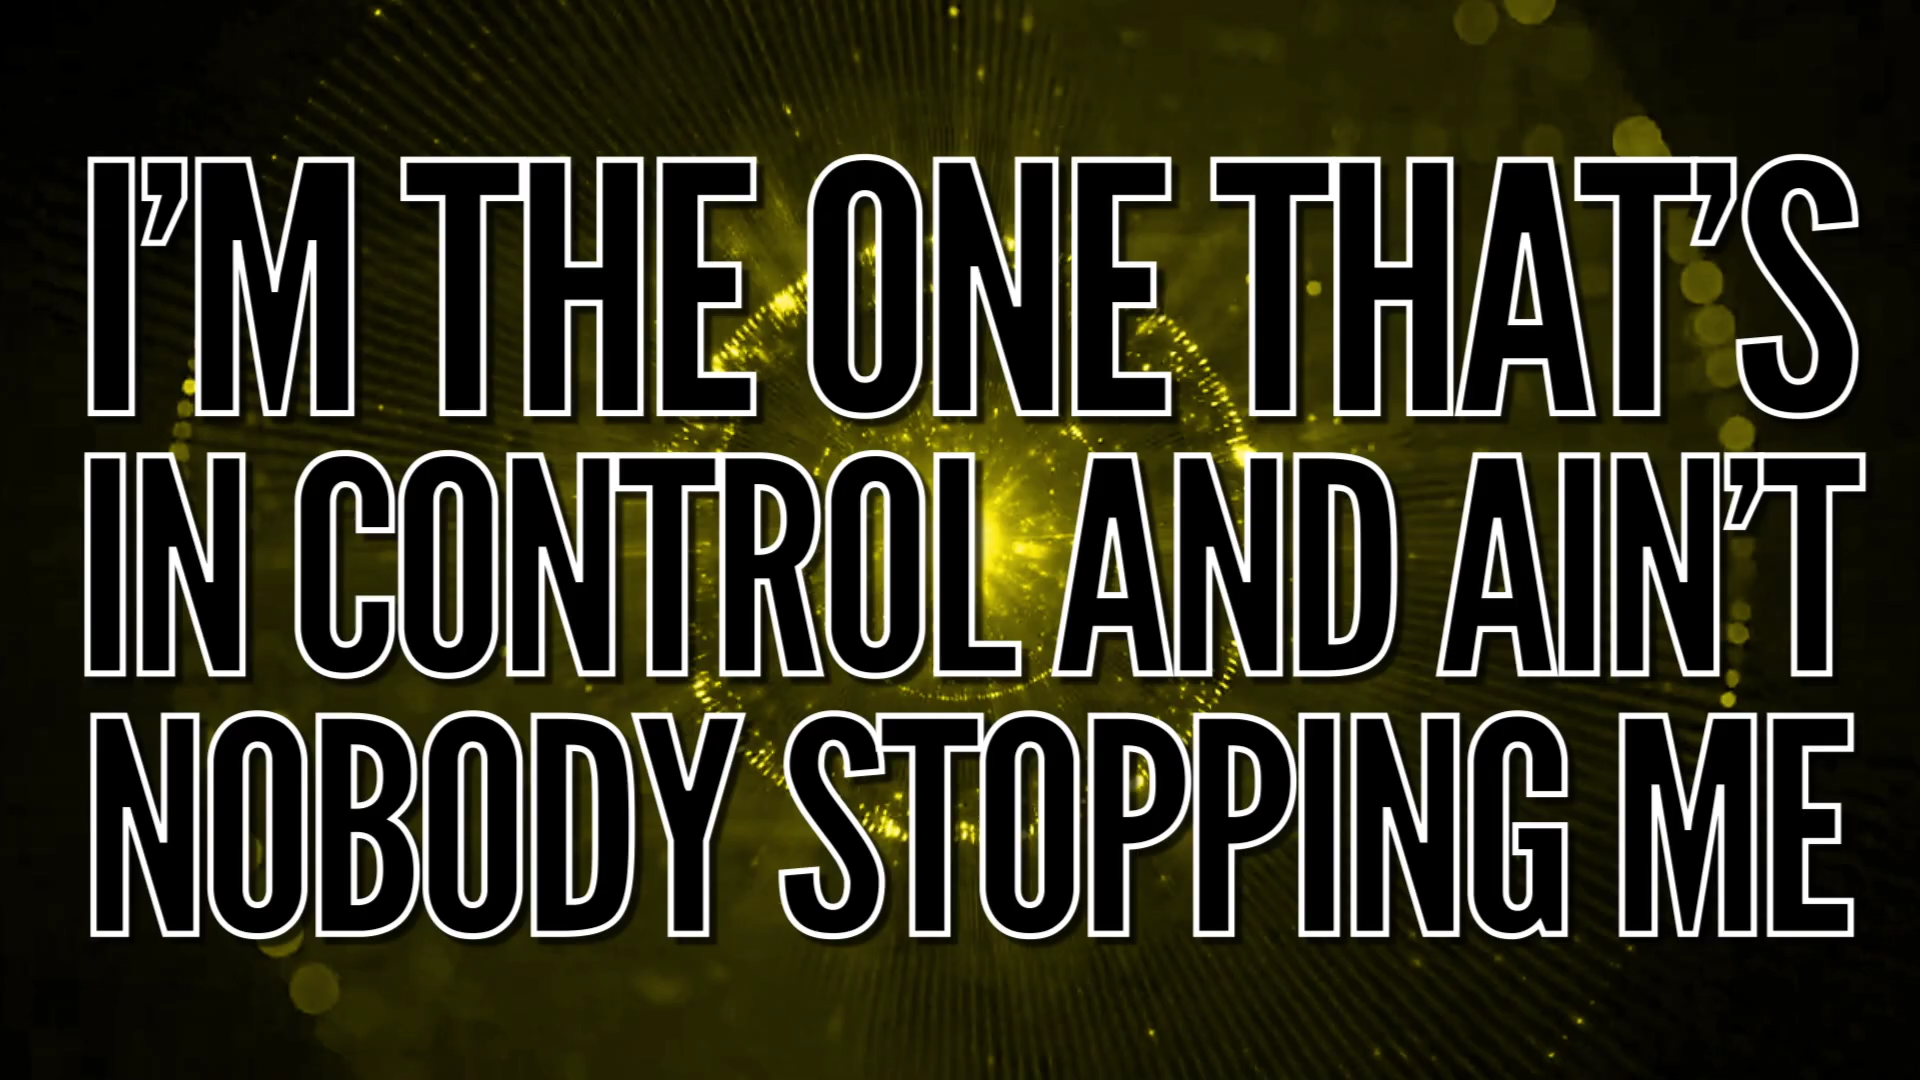 I'M THE ONE THAT'S
IN CONTROL AND AIN'T
NOBODY STOPPING ME